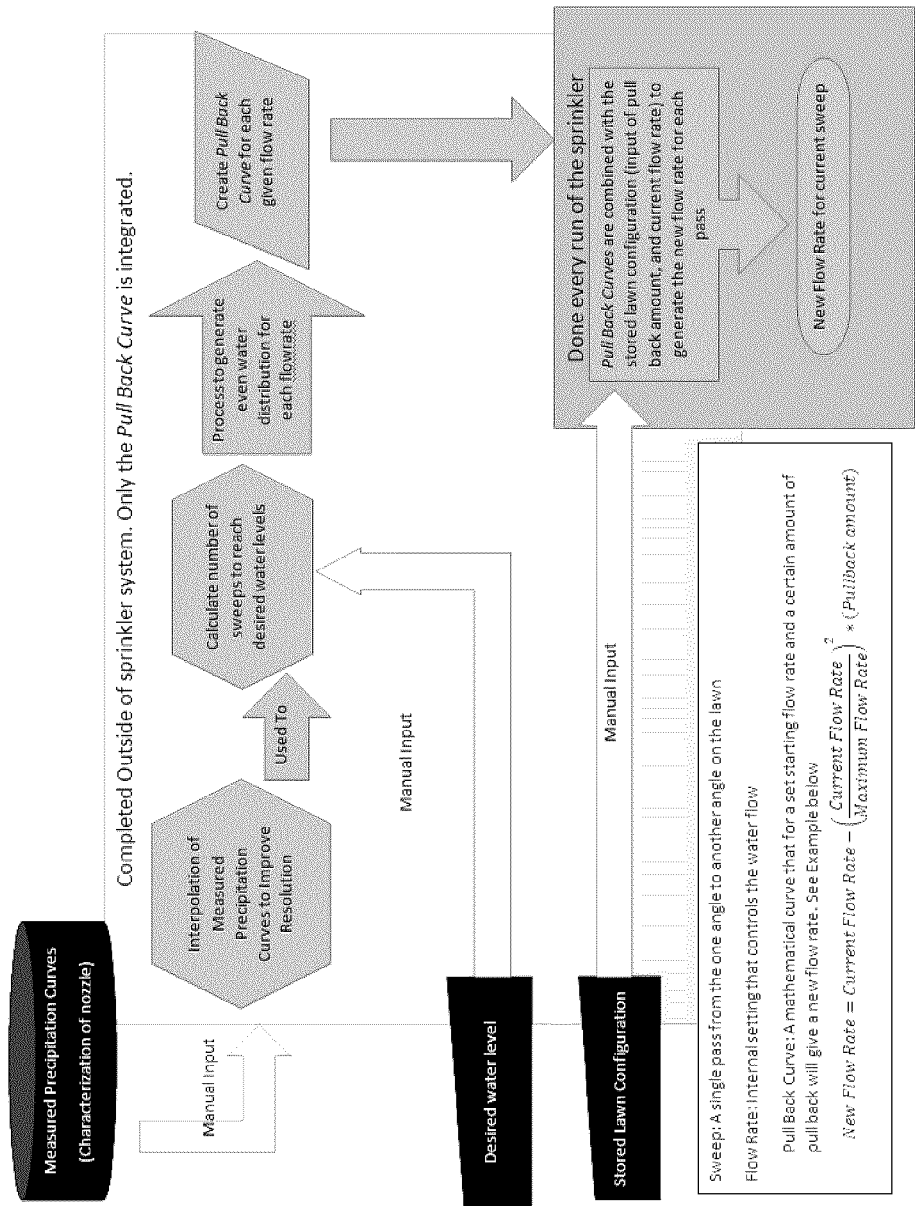 Measured Precipitation Curves
(Characterization of nozzle)
Completed Outside of sprinkler system. Only the Pull Back Curve is integrated.
Manual Input
Interpolation of
Measured
Precipitation
Curves to Improve
Resolution
Used To
Calculate number of
sweeps to reach
desired water levels
Process to generate
even water
distribution for
each flowrate
Create Pull Back
Curve for each
given flow rate
Desired water level
Manual Input
Stored Lawn Configuration
Manual Input
Done every run of the sprinkler
Pull Back Curves are combined with the
stored lawn configuration (input of pull
back amount, and current flow rate) to
generate the new flow rate for each
pass
New Flow Rate for current sweep
Sweep: A single pass from the one angle to another angle on the lawn
Flow Rate: Internal setting that controls the water flow
Pull Back Curve: A mathematical curve that for a set starting flow rate and a certain amount of
pull back will give a new flow rate. See Example below
New Flow Rate = Current Flow Rate − (Current Flow Rate / Maximum Flow Rate)² * (Pullback amount)